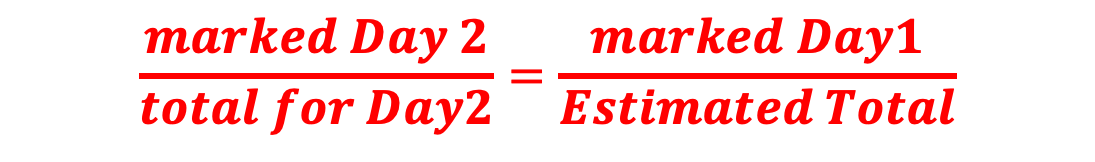 marked Day 2 = marked Day1
total for Day2 Estimated Total